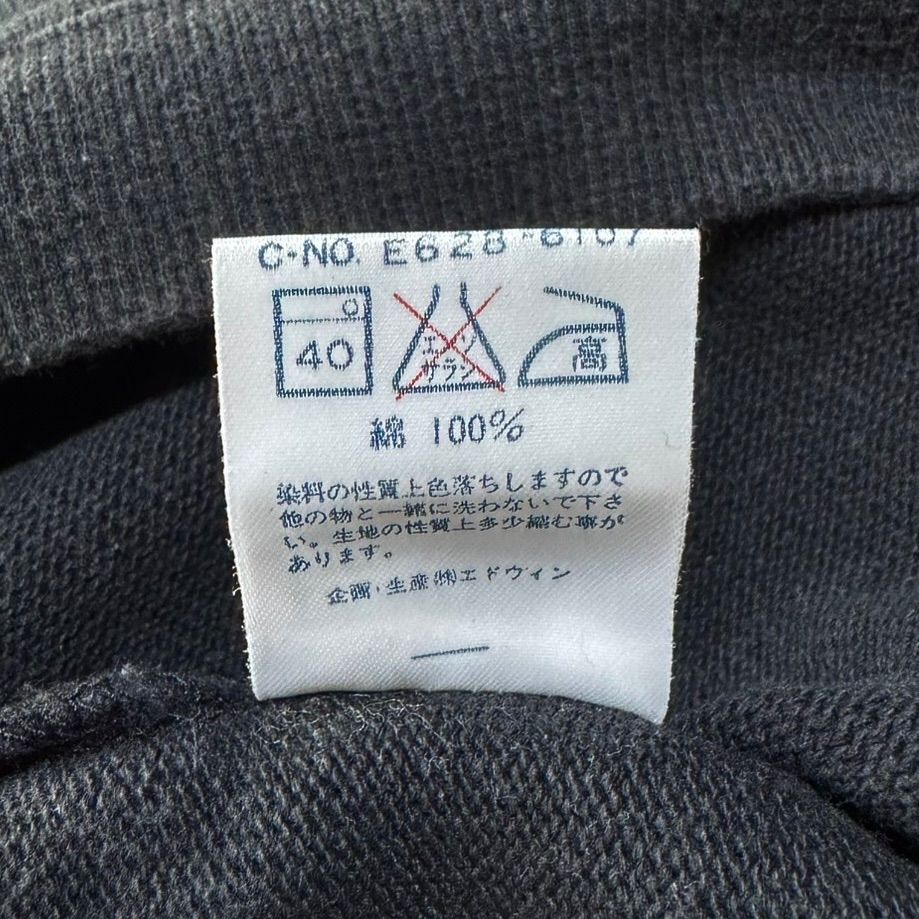 C-NO. E628-6107
40
エンソ
サラシ
高
綿 100%
染料の性質上色落ちしますので
他の物と一緒に洗わないで下さ
い。生地の性質上多少縮む事が
あります。
企画・生産㈱エドウィン